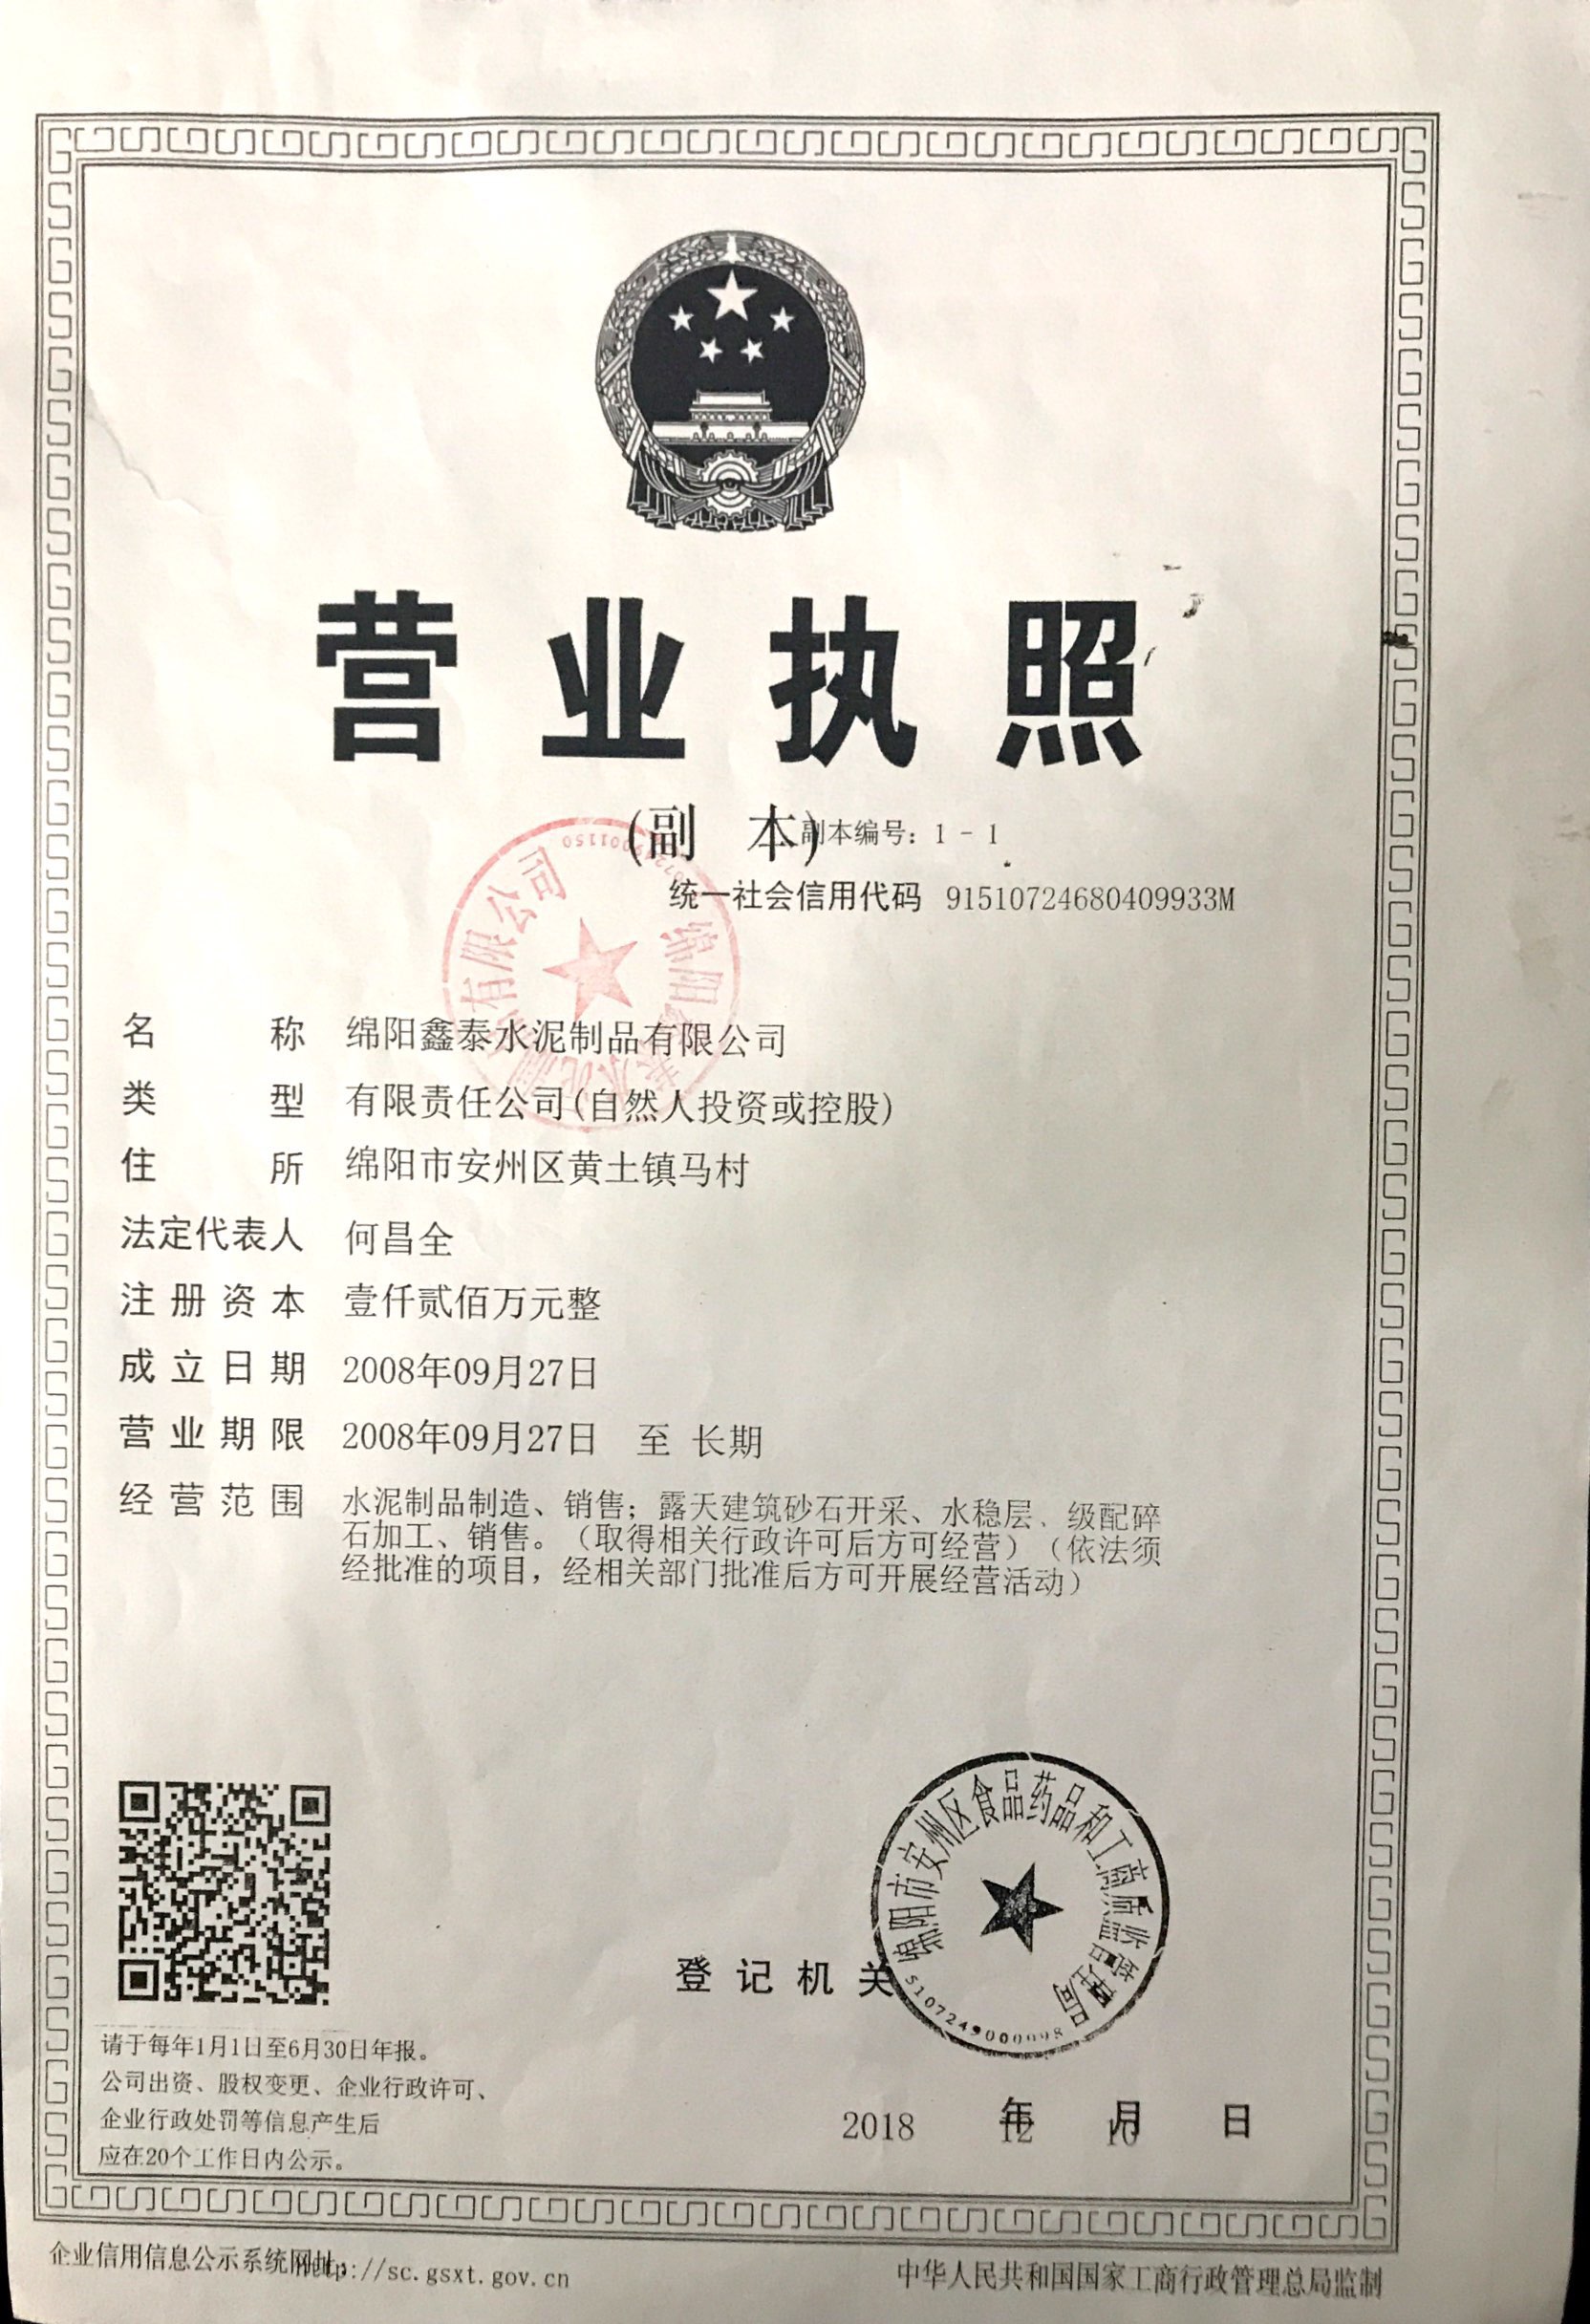 营业执照
(副 本)副本编号：1 - 1
统一社会信用代码 91510724680409933M
绵阳鑫泰水泥制品有限公司
名 称 绵阳鑫泰水泥制品有限公司
类 型 有限责任公司(自然人投资或控股)
住 所 绵阳市安州区黄土镇马村
法定代表人 何昌全
注册资本 壹仟贰佰万元整
成立日期 2008年09月27日
营业期限 2008年09月27日 至 长期
经营范围 水泥制品制造、销售；露天建筑砂石开采、水稳层、级配碎
石加工、销售。（取得相关行政许可后方可经营）（依法须
经批准的项目，经相关部门批准后方可开展经营活动）
绵阳市安州区食品药品和工商质监管理局
5107249000098
登记机关
请于每年1月1日至6月30日年报。
公司出资、股权变更、企业行政许可、
企业行政处罚等信息产生后
应在20个工作日内公示。
2018 年 12 月 10 日
企业信用信息公示系统网址：http://sc.gsxt.gov.cn
中华人民共和国国家工商行政管理总局监制